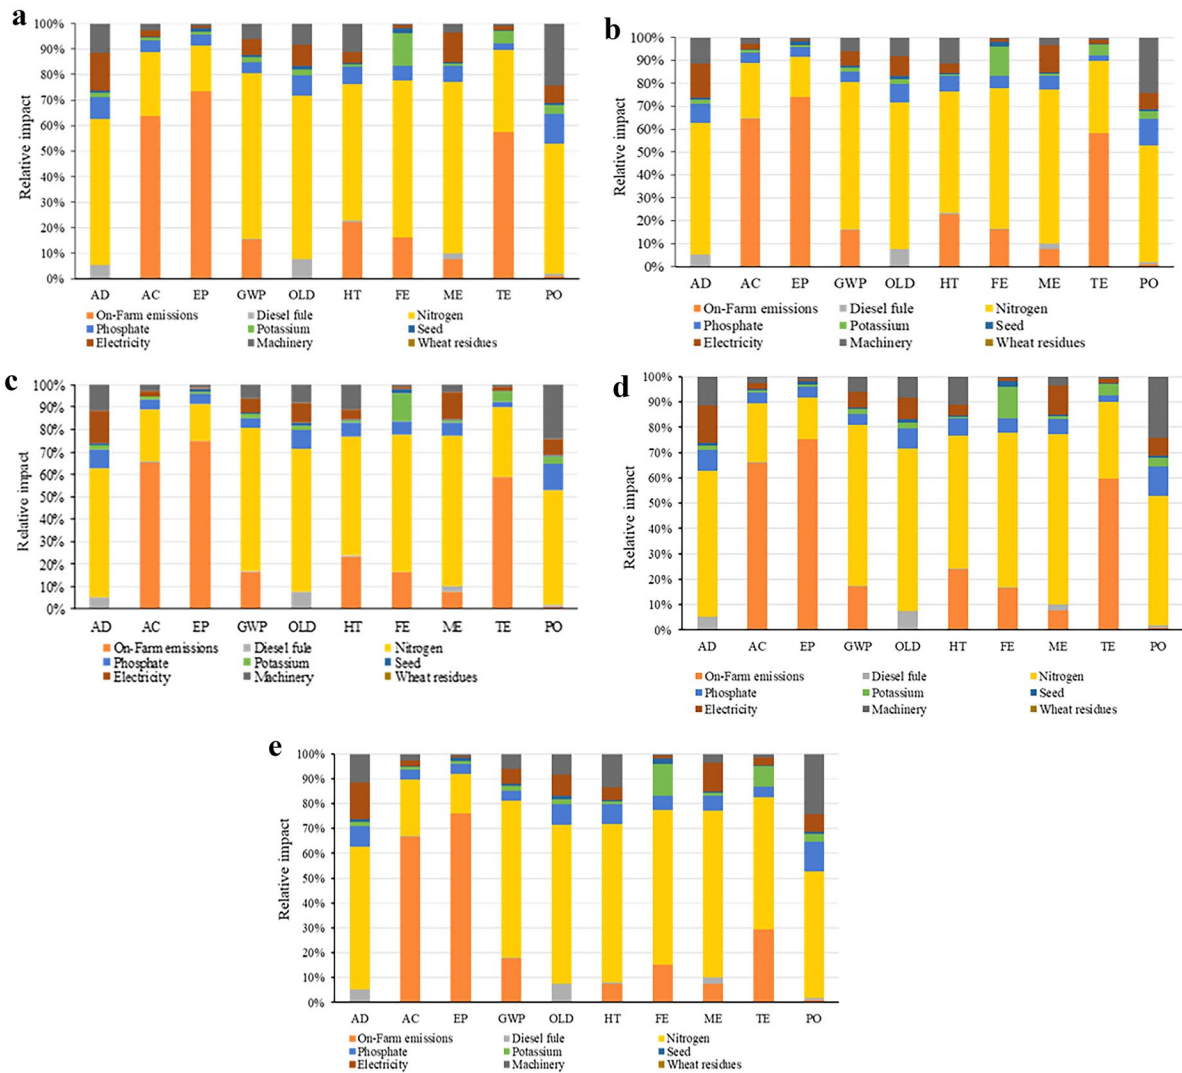 a
Relative impact
100%
90%
80%
70%
60%
50%
40%
30%
20%
10%
0%
AD AC EP GWP OLD HT FE ME TE PO
On-Farm emissions Diesel fule Nitrogen
Phosphate Potassium Seed
Electricity Machinery Wheat residues
b
Relative impact
100%
90%
80%
70%
60%
50%
40%
30%
20%
10%
0%
AD AC EP GWP OLD HT FE ME TE PO
On-Farm emissions Diesel fule Nitrogen
Phosphate Potassium Seed
Electricity Machinery Wheat residues
c
Relative impact
100%
90%
80%
70%
60%
50%
40%
30%
20%
10%
0%
AD AC EP GWP OLD HT FE ME TE PO
On-Farm emissions Diesel fule Nitrogen
Phosphate Potassium Seed
Electricity Machinery Wheat residues
d
Relative impact
100%
90%
80%
70%
60%
50%
40%
30%
20%
10%
0%
AD AC EP GWP OLD HT FE ME TE PO
On-Farm emissions Diesel fule Nitrogen
Phosphate Potassium Seed
Electricity Machinery Wheat residues
e
Relative impact
100%
90%
80%
70%
60%
50%
40%
30%
20%
10%
0%
AD AC EP GWP OLD HT FE ME TE PO
On-Farm emissions Diesel fule Nitrogen
Phosphate Potassium Seed
Electricity Machinery Wheat residues